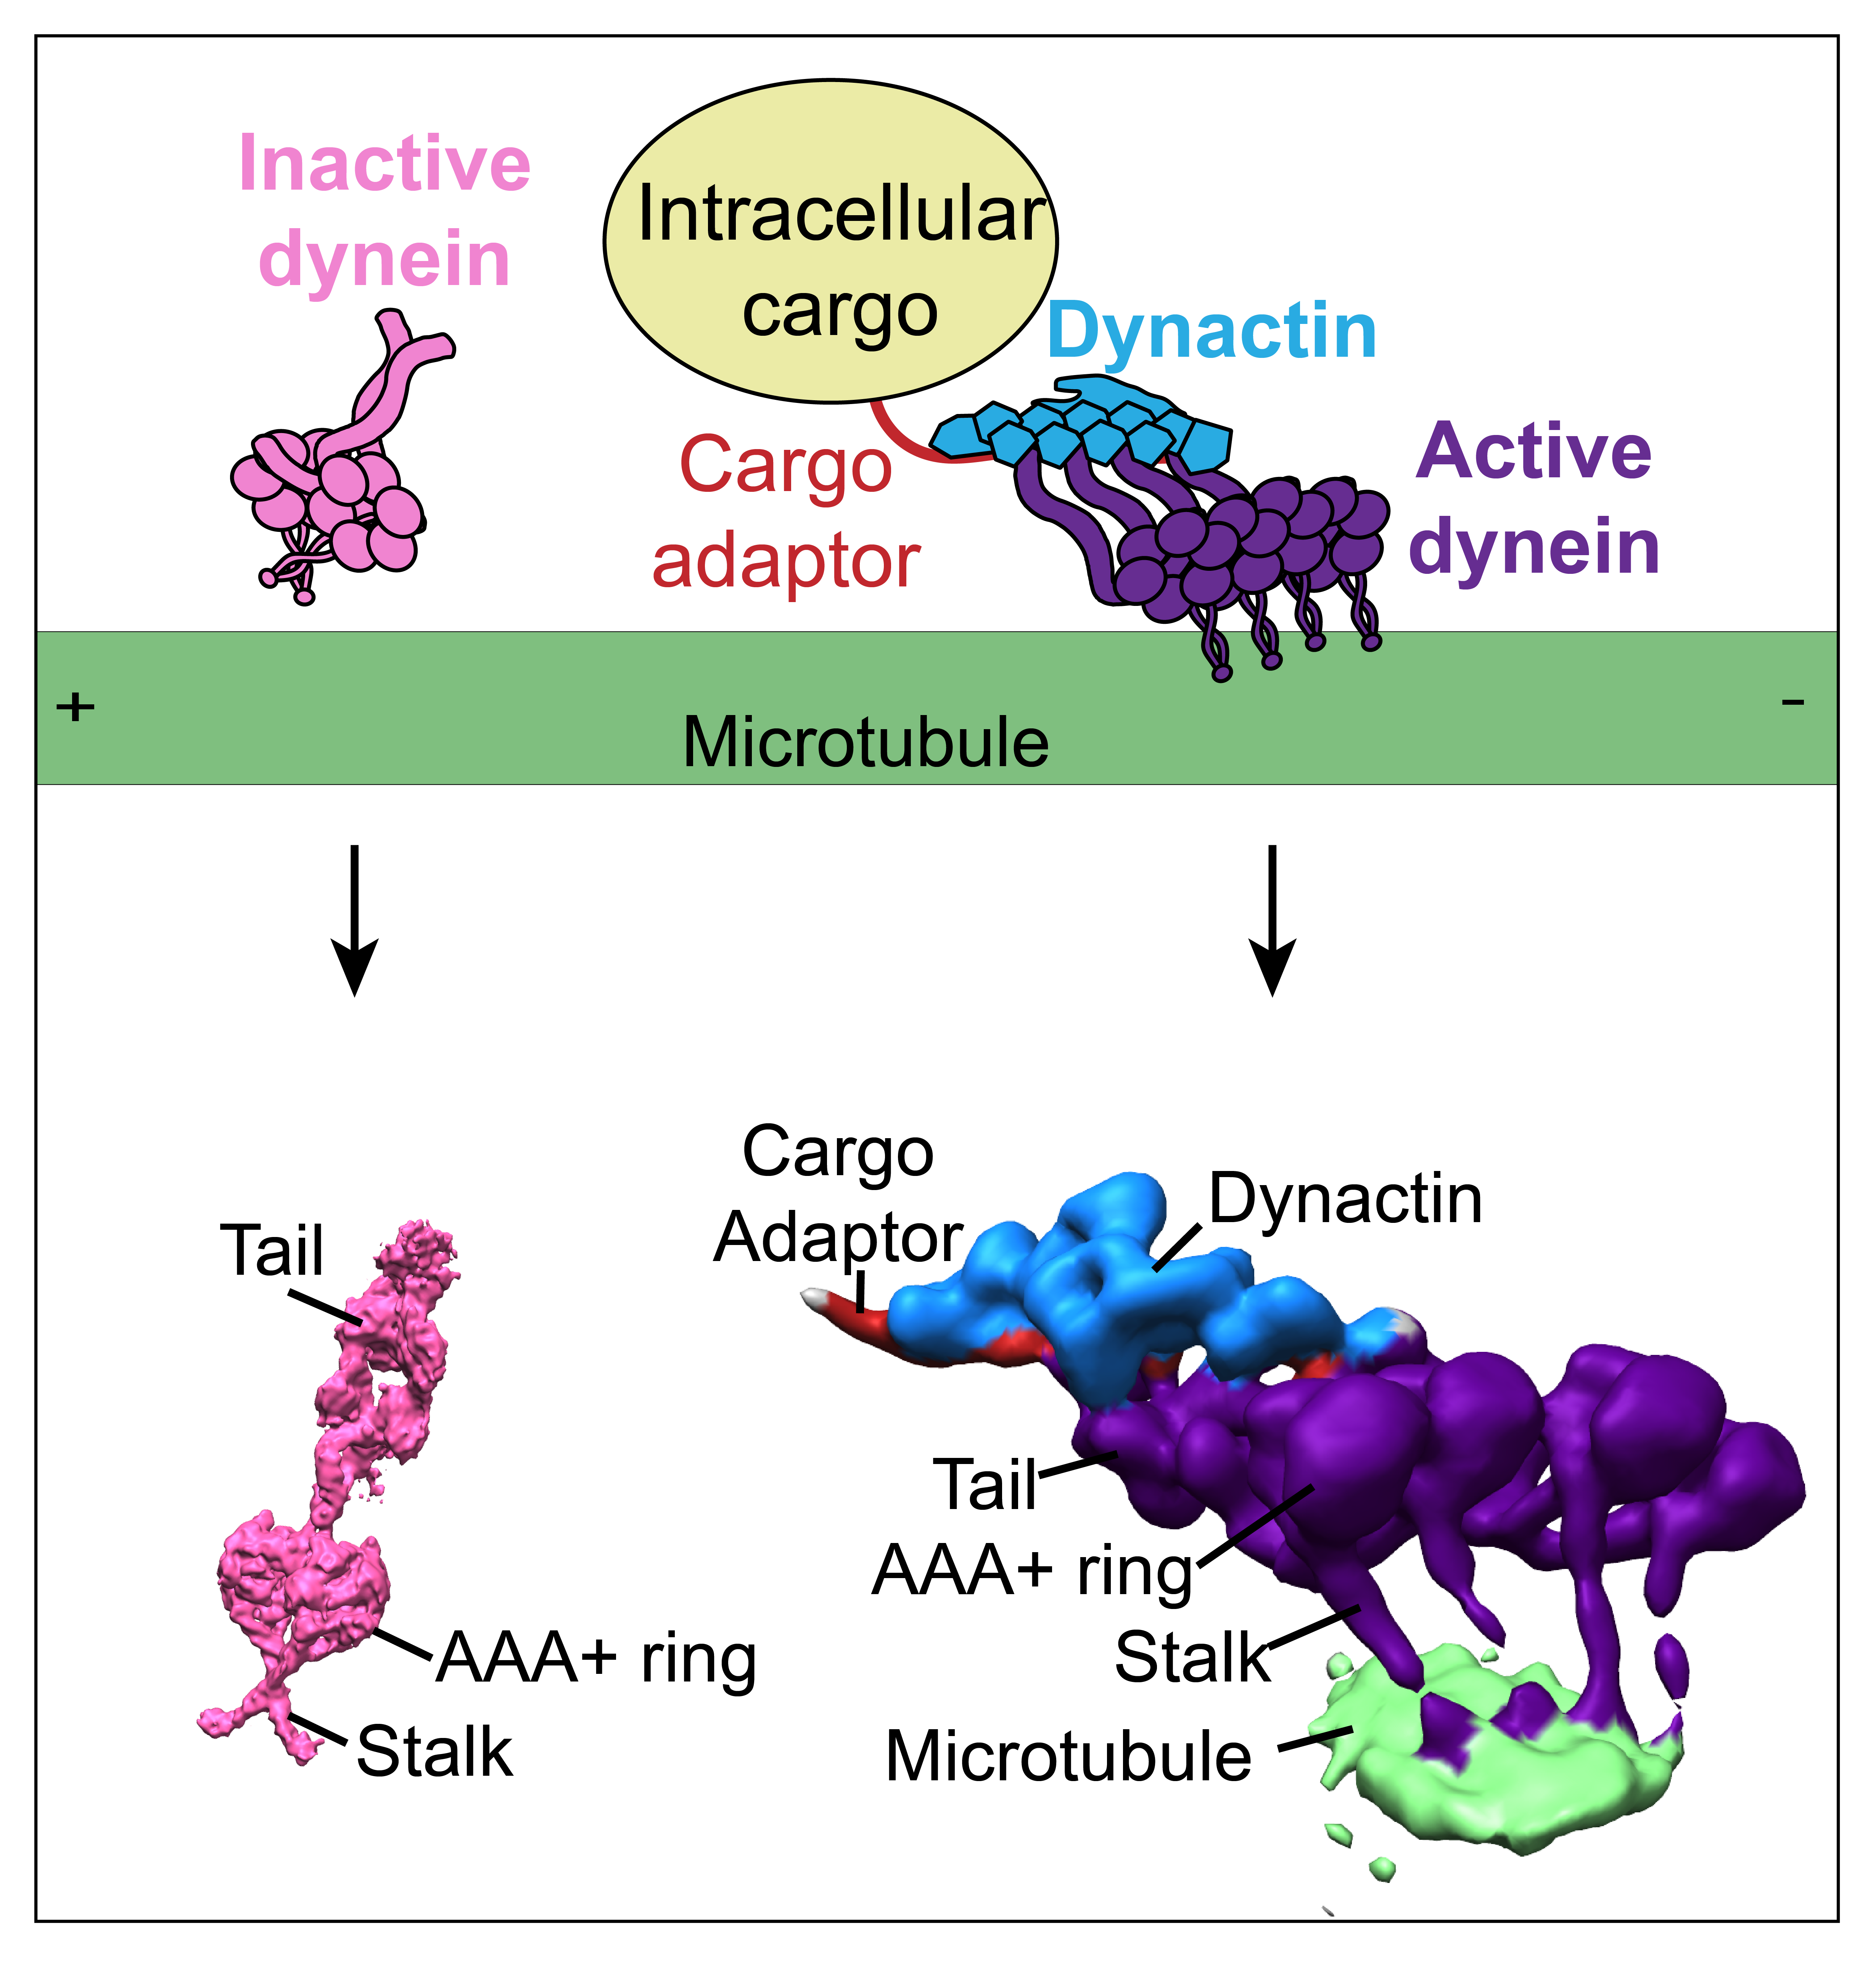 Inactive
dynein
Intracellular
cargo
Dynactin
Cargo
adaptor
Active
dynein
+
-
Microtubule
Cargo
Adaptor
Dynactin
Tail
Tail
AAA+ ring
AAA+ ring
Stalk
Stalk
Microtubule